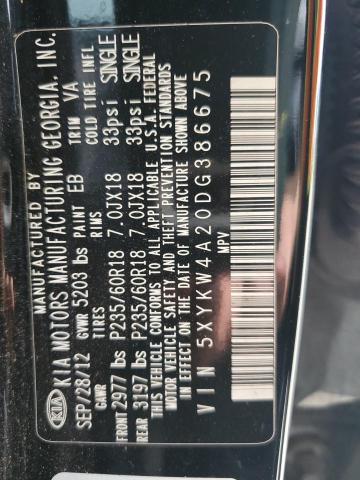 MANUFACTURED BY
KIA KIA MOTORS MANUFACTURING GEORGIA, INC.
SEP/28/12 GVWR 5203 lbs PAINT EB TRIM VA
GAWR TIRES RIMS COLD TIRE INFL
FRONT 2977 lbs P235/60R18 7.0JX18 33psi SINGLE
REAR 3197 lbs P235/60R18 7.0JX18 33psi SINGLE
THIS VEHICLE CONFORMS TO ALL APPLICABLE U.S.A. FEDERAL
MOTOR VEHICLE SAFETY AND THEFT PREVENTION STANDARDS
IN EFFECT ON THE DATE OF MANUFACTURE SHOWN ABOVE
VIN 5XYKW4A20DG386675
MPV